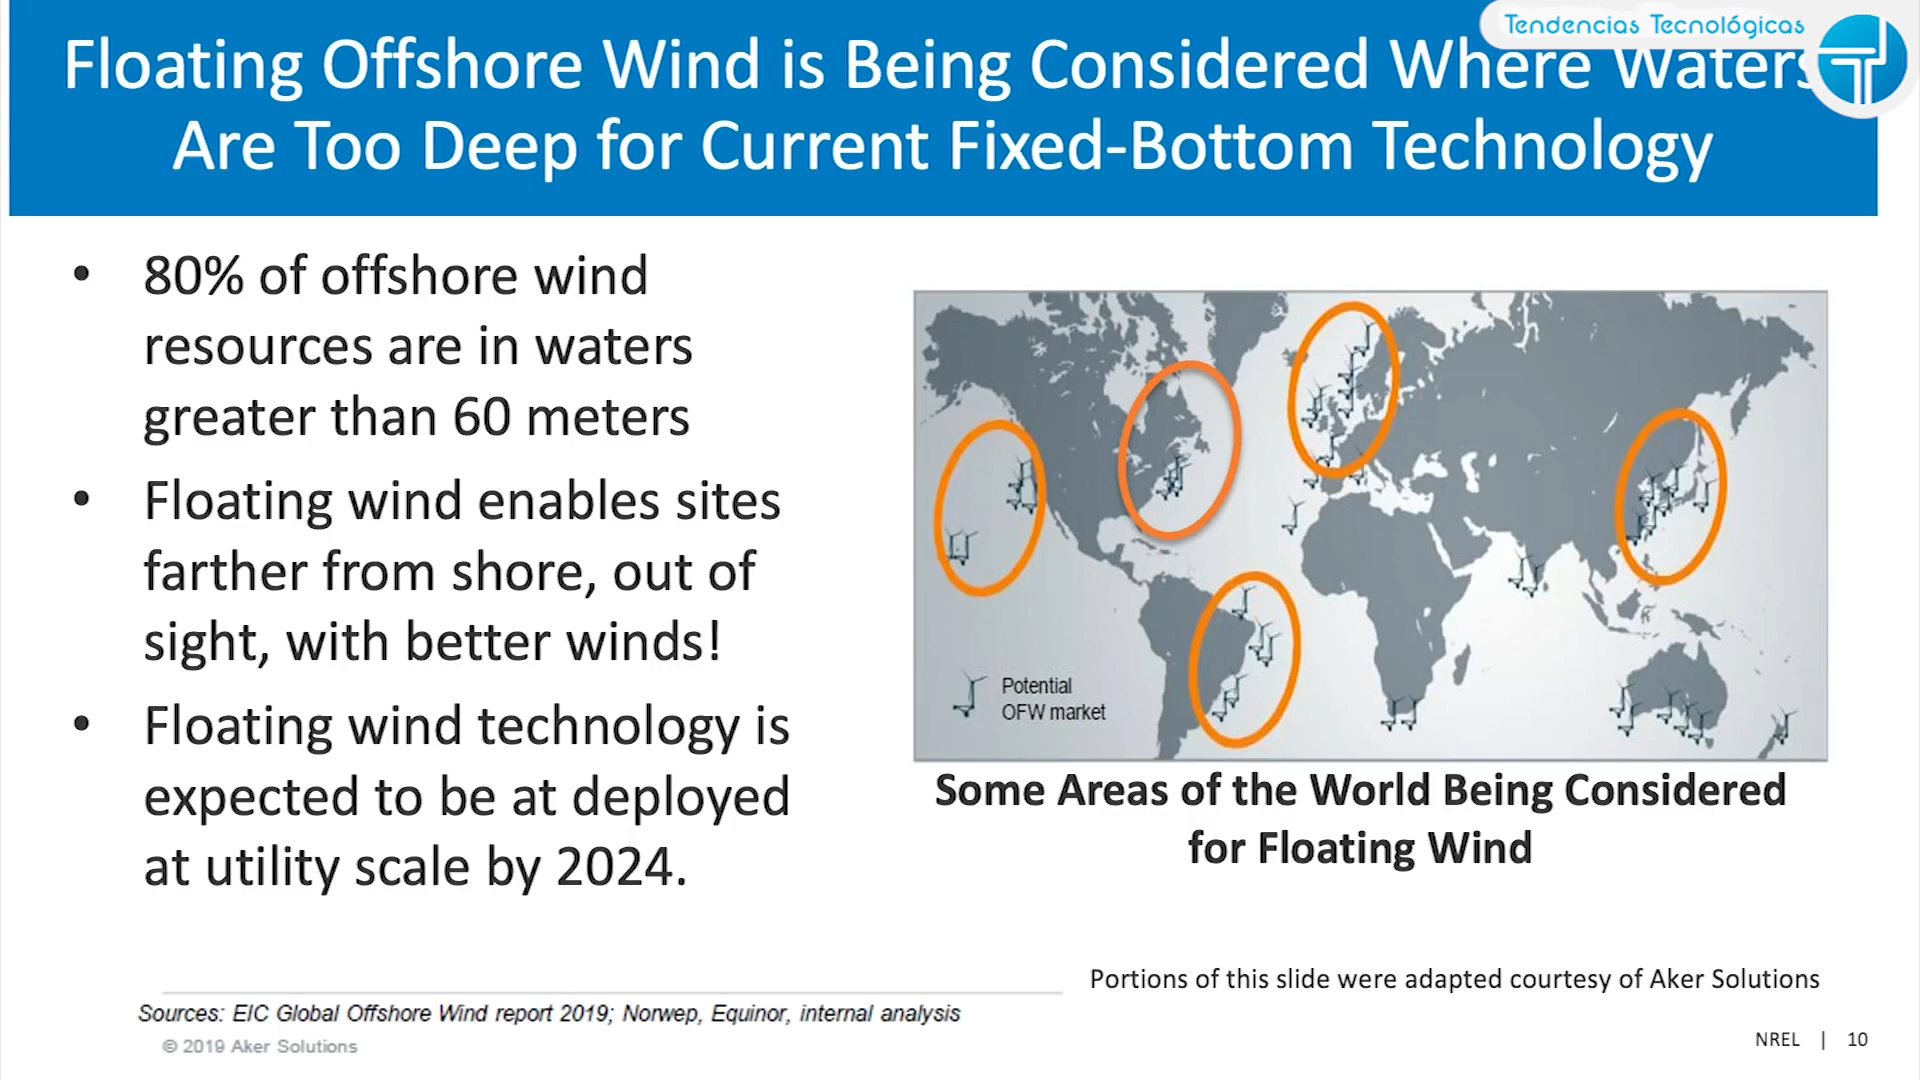 Tendencias Tecnológicas
Floating Offshore Wind is Being Considered Where Waters
Are Too Deep for Current Fixed-Bottom Technology
• 80% of offshore wind
resources are in waters
greater than 60 meters
• Floating wind enables sites
farther from shore, out of
sight, with better winds!
• Floating wind technology is
expected to be at deployed
at utility scale by 2024.
Potential
OFW market
Some Areas of the World Being Considered
for Floating Wind
Portions of this slide were adapted courtesy of Aker Solutions
Sources: EIC Global Offshore Wind report 2019; Norwep, Equinor, internal analysis
© 2019 Aker Solutions
NREL | 10